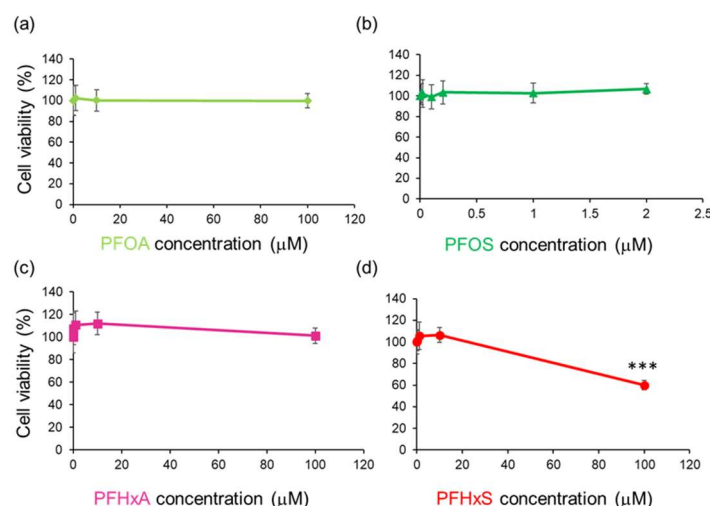 (a)
Cell viability (%)
140
120
100
80
60
40
20
0
0 20 40 60 80 100 120
PFOA concentration (μM)
(b)
140
120
100
80
60
40
20
0
0 0.5 1 1.5 2 2.5
PFOS concentration (μM)
(c)
Cell viability (%)
140
120
100
80
60
40
20
0
0 20 40 60 80 100 120
PFHxA concentration (μM)
(d)
140
120
100
80
60
40
20
0
***
0 20 40 60 80 100 120
PFHxS concentration (μM)